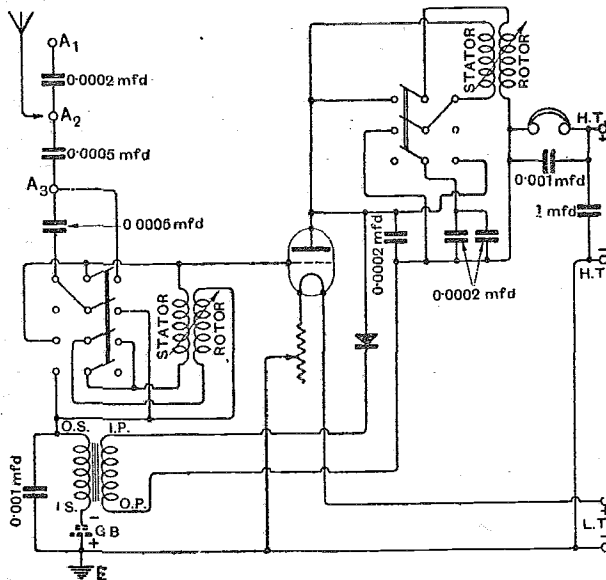 A1
0.0002 mfd
A2
0.0005 mfd
A3
0.0005 mfd
STATOR
ROTOR
O.S.
I.P.
0.001 mfd
I S.
O.P.
-
G B
+
E
STATOR
ROTOR
H.T.
+
0.001 mfd
1 mfd
0.0002 mfd
0.0002 mfd
-
H.T.
+
L.T.
-